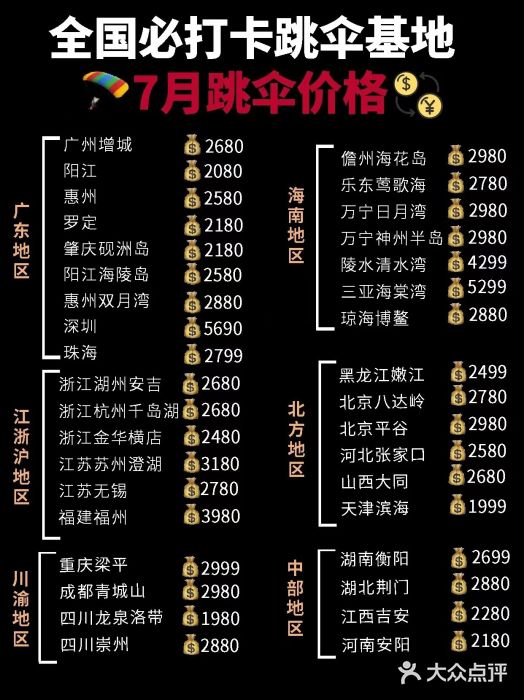 全国必打卡跳伞基地
7月跳伞价格
广东地区
广州增城 2680
阳江 2080
惠州 2580
罗定 2180
肇庆砚洲岛 2180
阳江海陵岛 2580
惠州双月湾 2880
深圳 5690
珠海 2799
海南地区
儋州海花岛 2980
乐东莺歌海 2780
万宁日月湾 2980
万宁神州半岛 2980
陵水清水湾 4299
三亚海棠湾 5299
琼海博鳌 2880
江浙沪地区
浙江湖州安吉 2680
浙江杭州千岛湖 2680
浙江金华横店 2480
江苏苏州澄湖 3180
江苏无锡 2780
福建福州 3980
北方地区
黑龙江嫩江 2499
北京八达岭 2780
北京平谷 2980
河北张家口 2580
山西大同 2680
天津滨海 1999
川渝地区
重庆梁平 2999
成都青城山 2980
四川龙泉洛带 1980
四川崇州 2880
中部地区
湖南衡阳 2699
湖北荆门 2880
江西吉安 2280
河南安阳 2180
大众点评